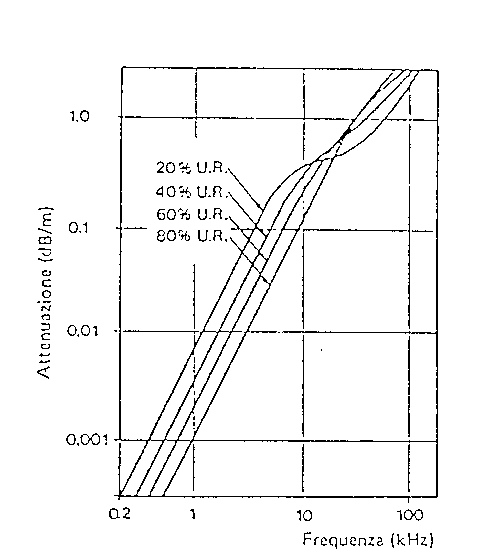 1.0
20% U.R.
40% U.R.
60% U.R.
0.1
80% U.R.
Attenuazione (dB/m)
0.01
0.001
0.2 1 10 100
Frequenza (kHz)